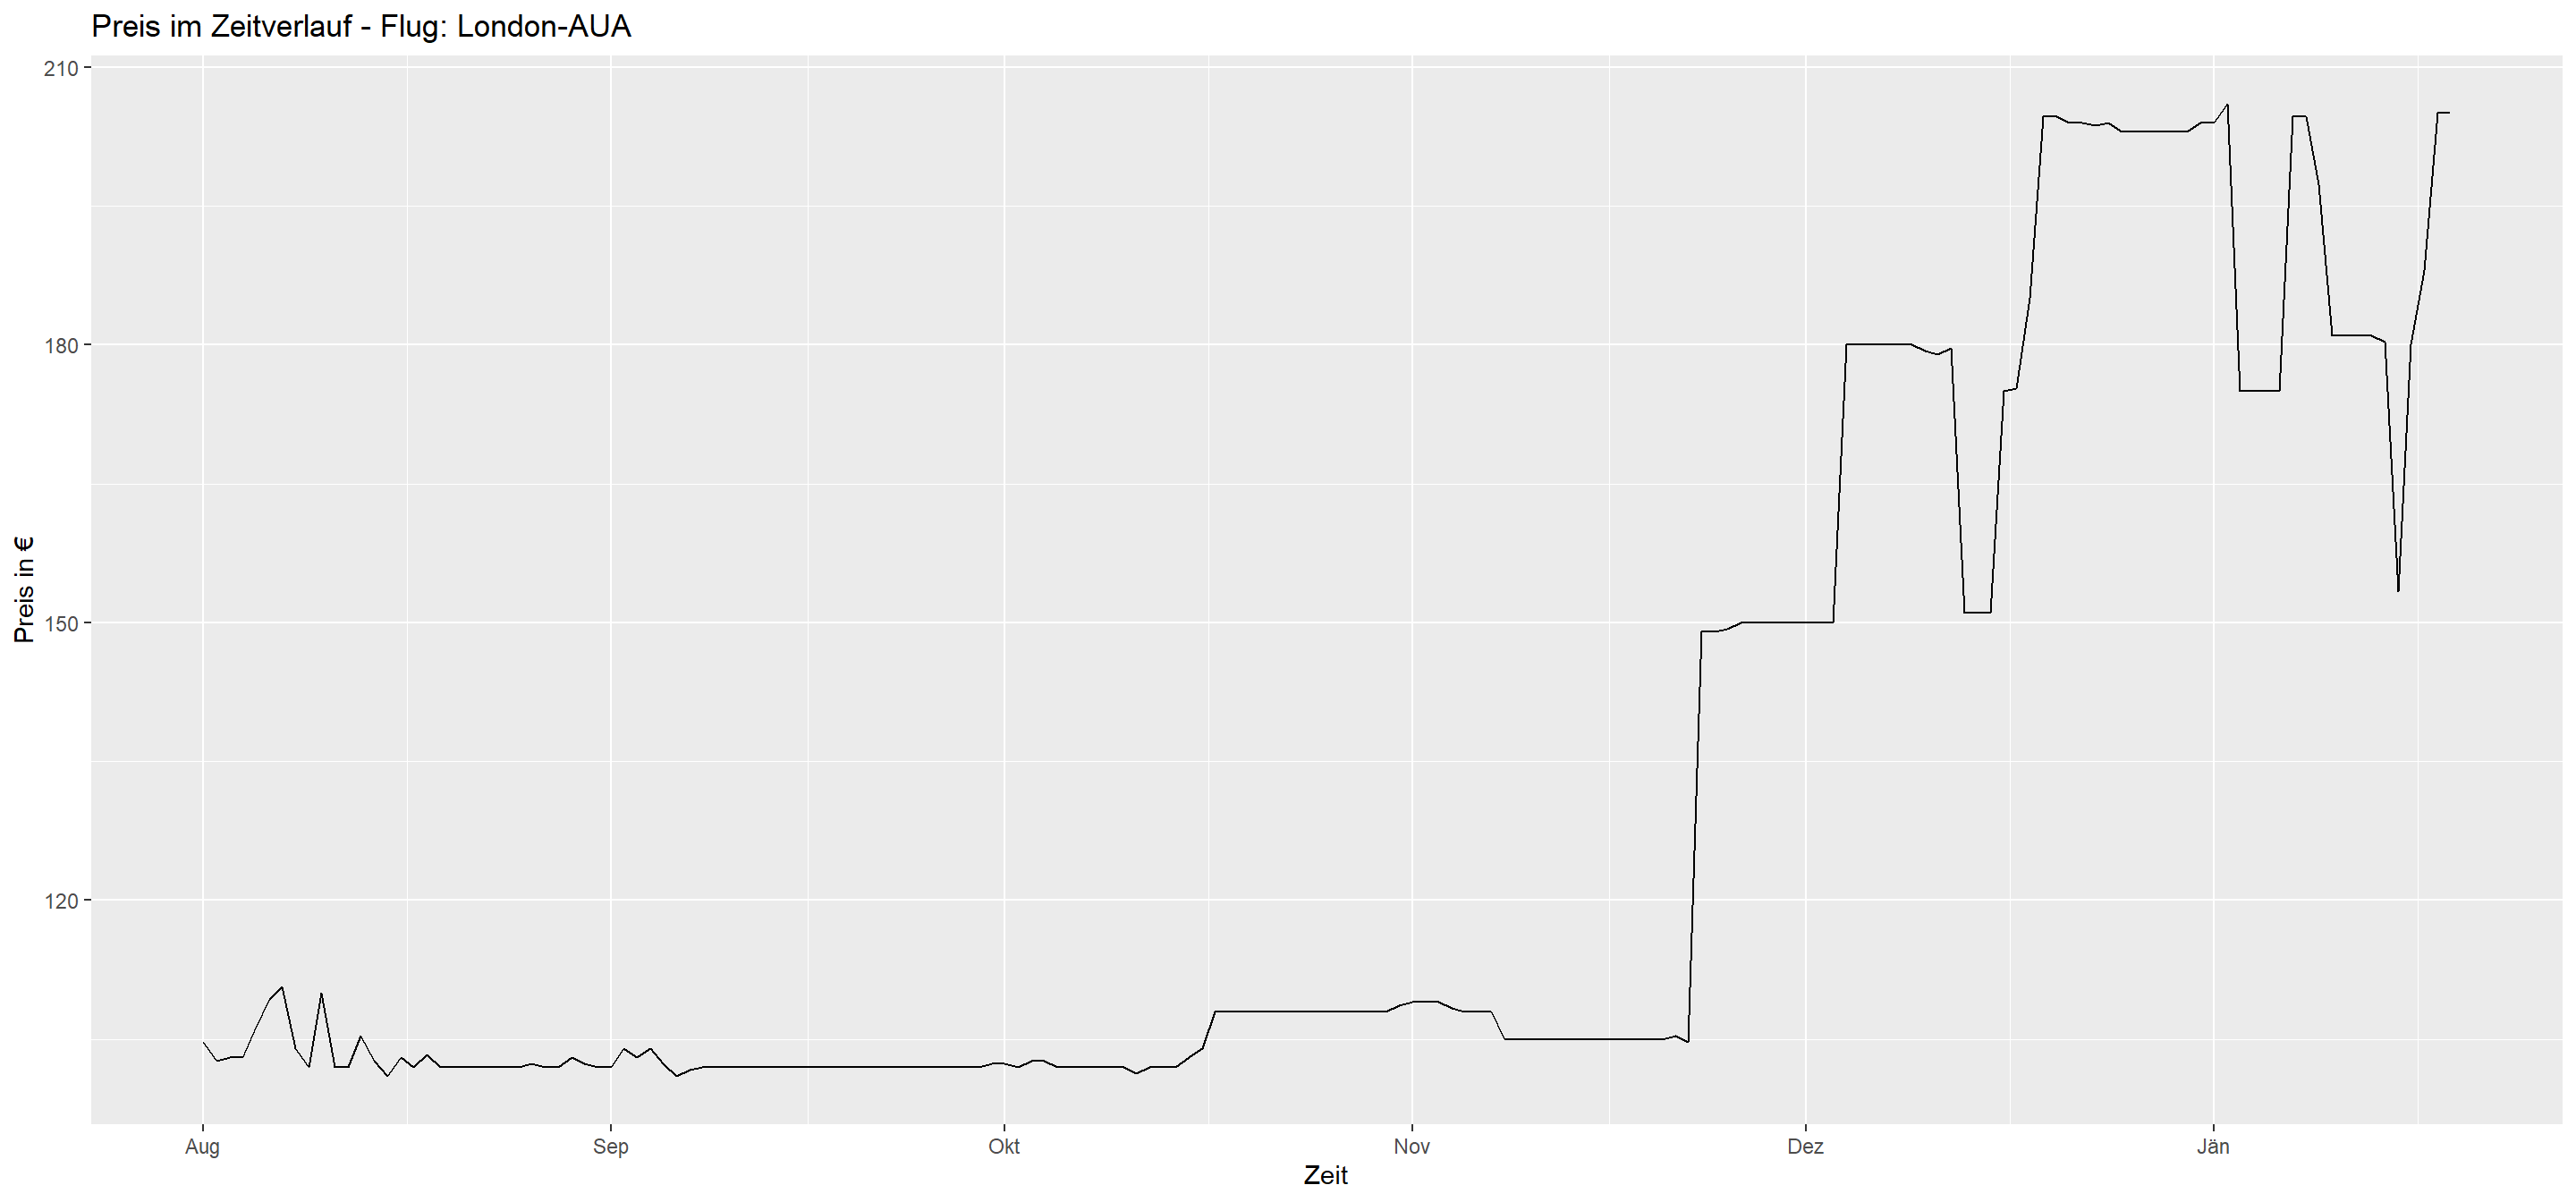 Preis im Zeitverlauf - Flug: London-AUA
210
180
150
120
Preis in €
Aug Sep Okt Nov Dez Jän
Zeit